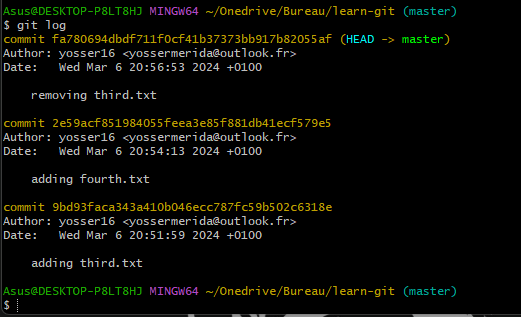 Asus@DESKTOP-P8LT8HJ MINGW64 ~/Onedrive/Bureau/learn-git (master)
$ git log
commit fa780694dbdf711f0cf41b37373bb917b82055af (HEAD -> master)
Author: yosser16 <yossermerida@outlook.fr>
Date:   Wed Mar 6 20:56:53 2024 +0100

    removing third.txt

commit 2e59acf851984055feea3e85f881db41ecf579e5
Author: yosser16 <yossermerida@outlook.fr>
Date:   Wed Mar 6 20:54:13 2024 +0100

    adding fourth.txt

commit 9bd93faca343a410b046ecc787fc59b502c6318e
Author: yosser16 <yossermerida@outlook.fr>
Date:   Wed Mar 6 20:51:59 2024 +0100

    adding third.txt

Asus@DESKTOP-P8LT8HJ MINGW64 ~/Onedrive/Bureau/learn-git (master)
$